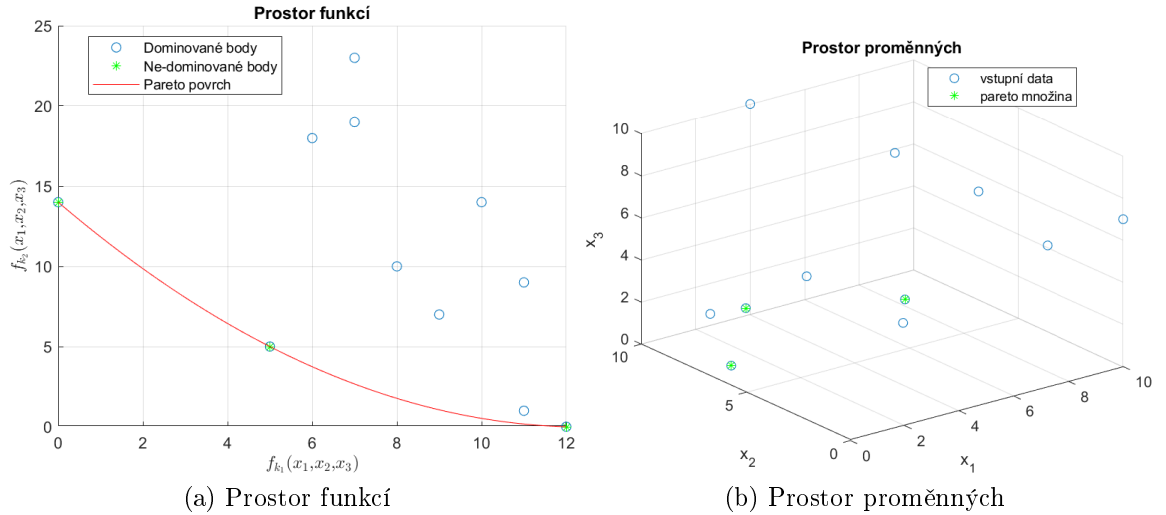 Prostor funkcí
25
20
15
10
5
0
Dominované body
Ne-dominované body
Pareto povrch
f_{k_2}(x_1,x_2,x_3)
0 2 4 6 8 10 12
f_{k_1}(x_1,x_2,x_3)
(a) Prostor funkcí
Prostor proměnných
vstupní data
pareto množina
10
8
6
4
2
0
x_3
10
5
0
x_2
0
2
4
6
8
10
x_1
(b) Prostor proměnných